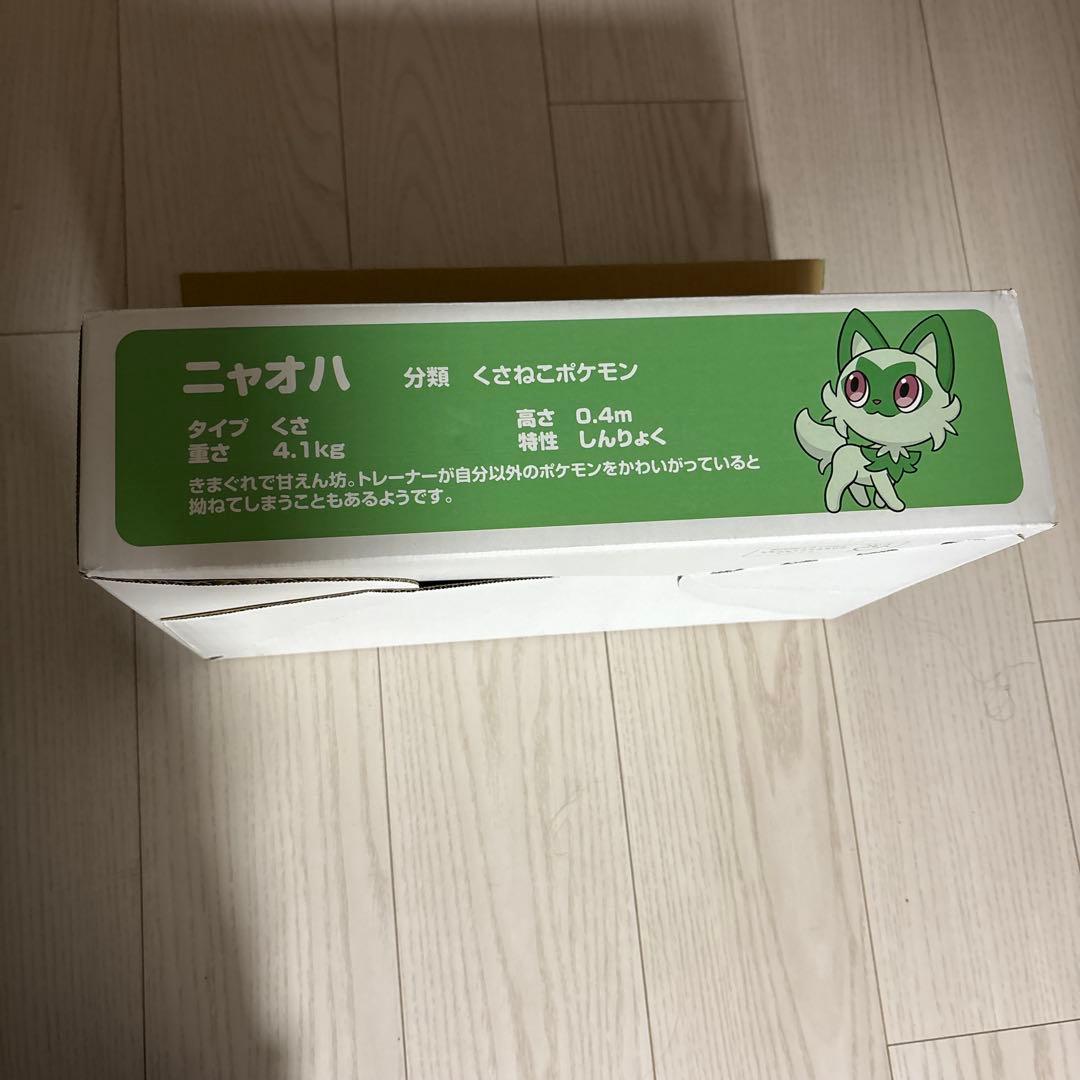 ニャオハ 分類 くさねこポケモン
タイプ くさ 高さ 0.4m
重さ 4.1kg 特性 しんりょく
きまぐれで甘えん坊。トレーナーが自分以外のポケモンをかわいがっていると
拗ねてしまうこともあるようです。